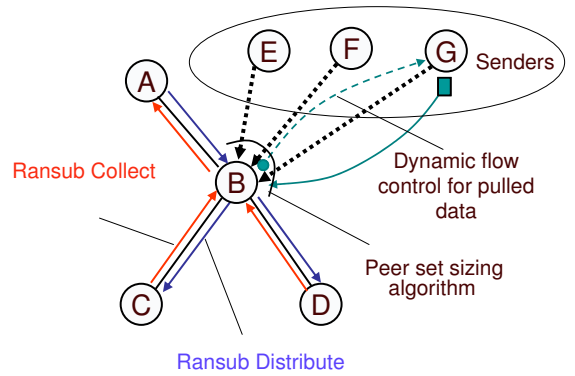 E
F
G
Senders
A
Ransub Collect
B
Dynamic flow
control for pulled
data
Peer set sizing
algorithm
C
D
Ransub Distribute